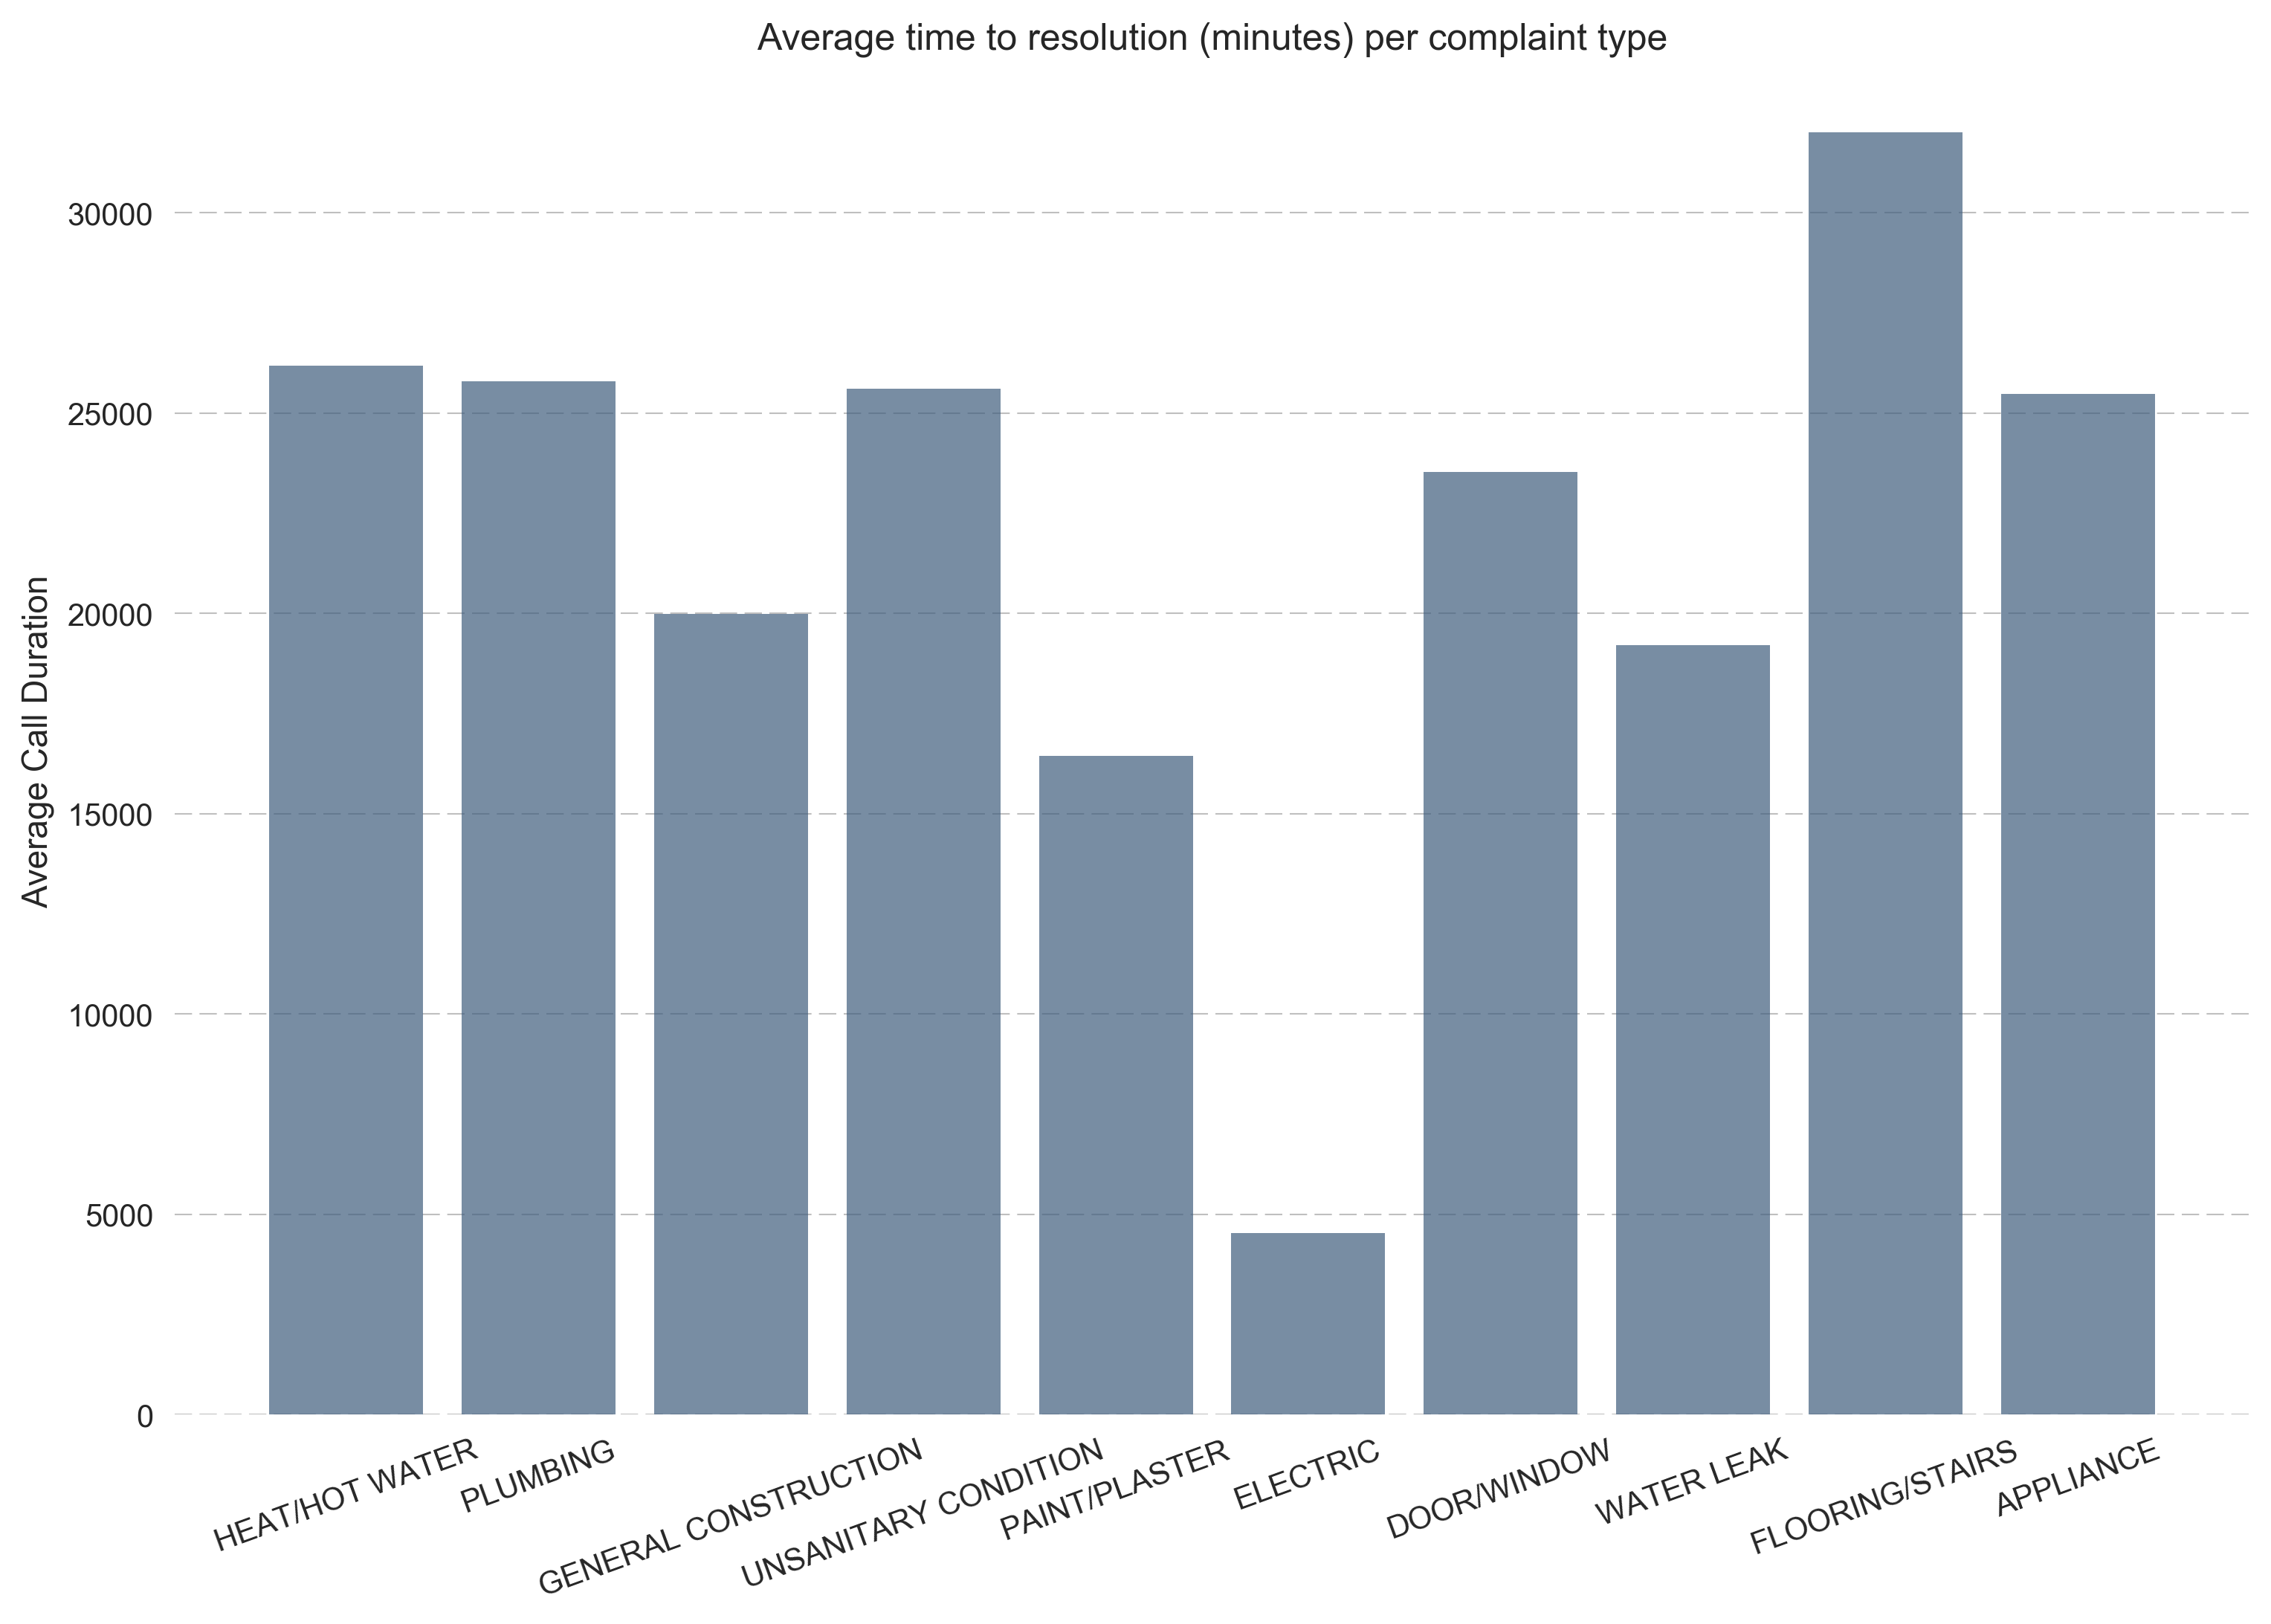 Average time to resolution (minutes) per complaint type
Average Call Duration
30000
25000
20000
15000
10000
5000
0
HEAT/HOT WATER
PLUMBING
GENERAL CONSTRUCTION
UNSANITARY CONDITION
PAINT/PLASTER
ELECTRIC
DOOR/WINDOW
WATER LEAK
FLOORING/STAIRS
APPLIANCE